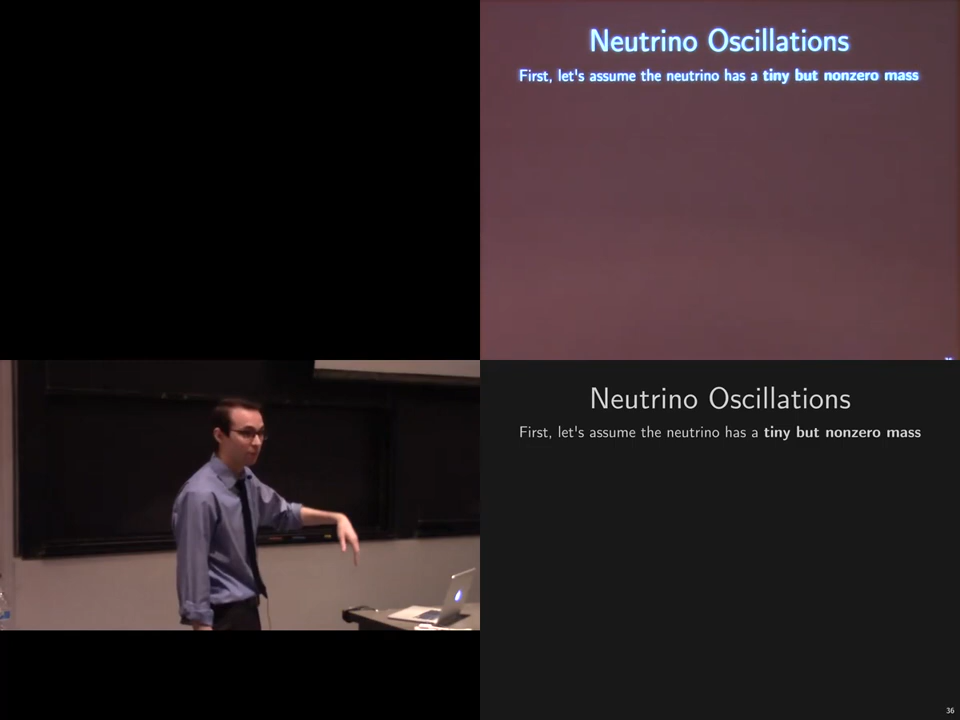 Neutrino Oscillations
First, let's assume the neutrino has a tiny but nonzero mass
Neutrino Oscillations
First, let's assume the neutrino has a tiny but nonzero mass
36